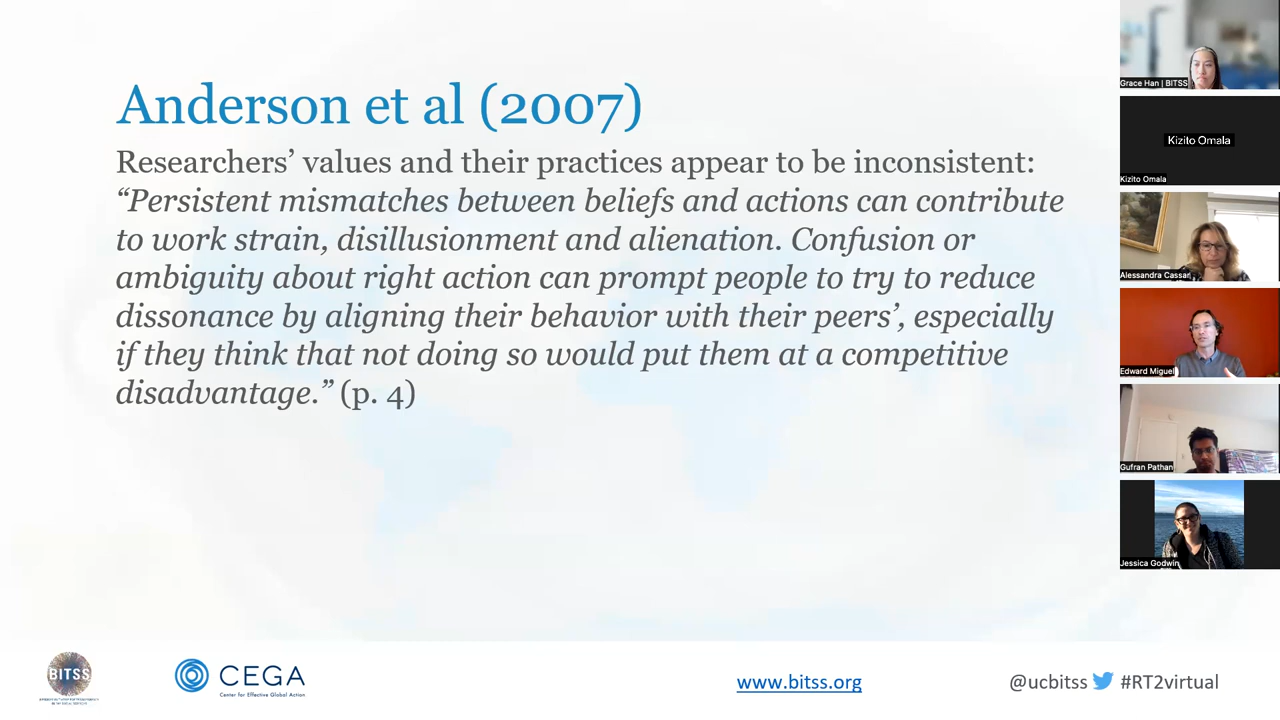 Anderson et al (2007)
Researchers’ values and their practices appear to be inconsistent:
“Persistent mismatches between beliefs and actions can contribute
to work strain, disillusionment and alienation. Confusion or
ambiguity about right action can prompt people to try to reduce
dissonance by aligning their behavior with their peers’, especially
if they think that not doing so would put them at a competitive
disadvantage.” (p. 4)
Grace Han | BITSS
Kizito Omala
Kizito Omala
Alessandra Cassar
Edward Miguel
Gufran Pathan
Jessica Godwin
BITSS
CEGA
Center for Effective Global Action
www.bitss.org
@ucbitss #RT2virtual